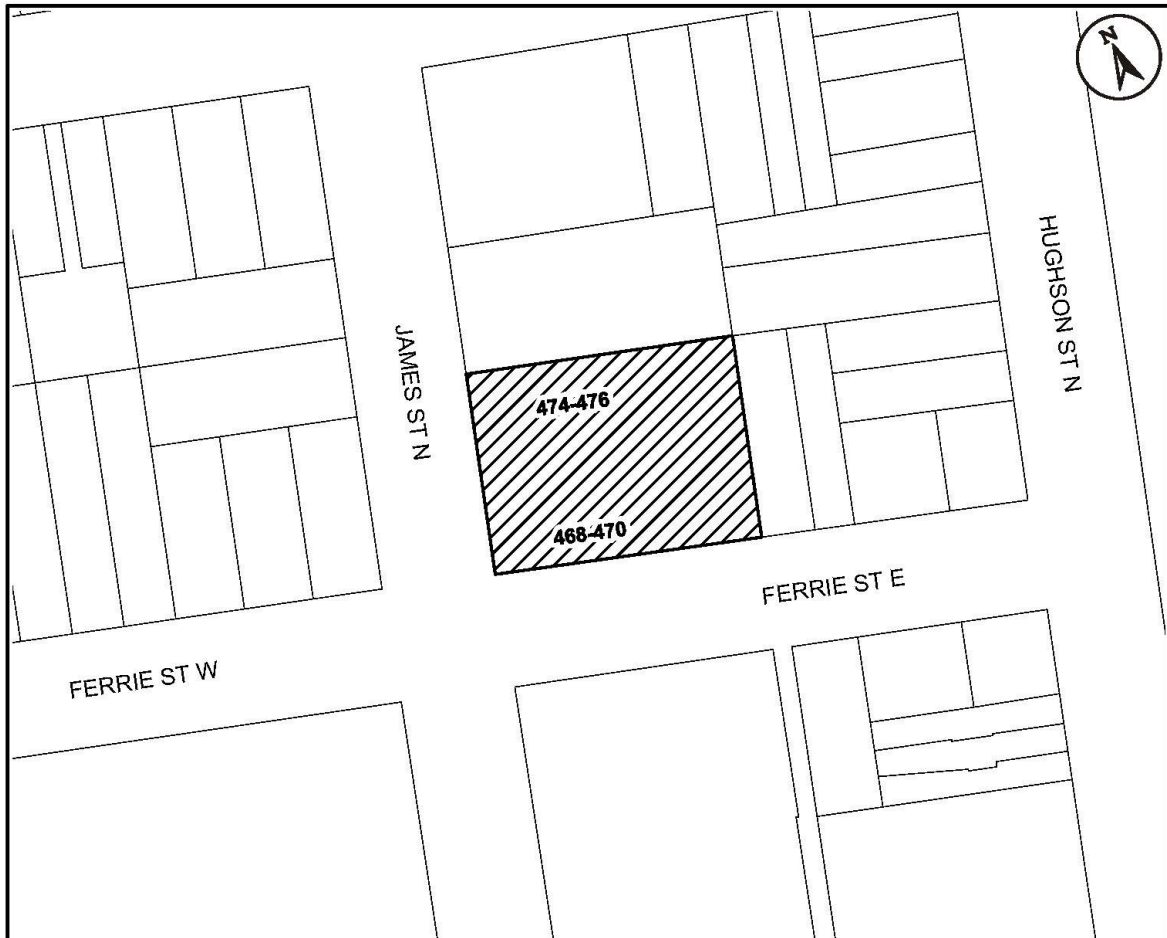 N
HUGHSON ST N
JAMES ST N
474-476
468-470
FERRIE ST E
FERRIE ST W